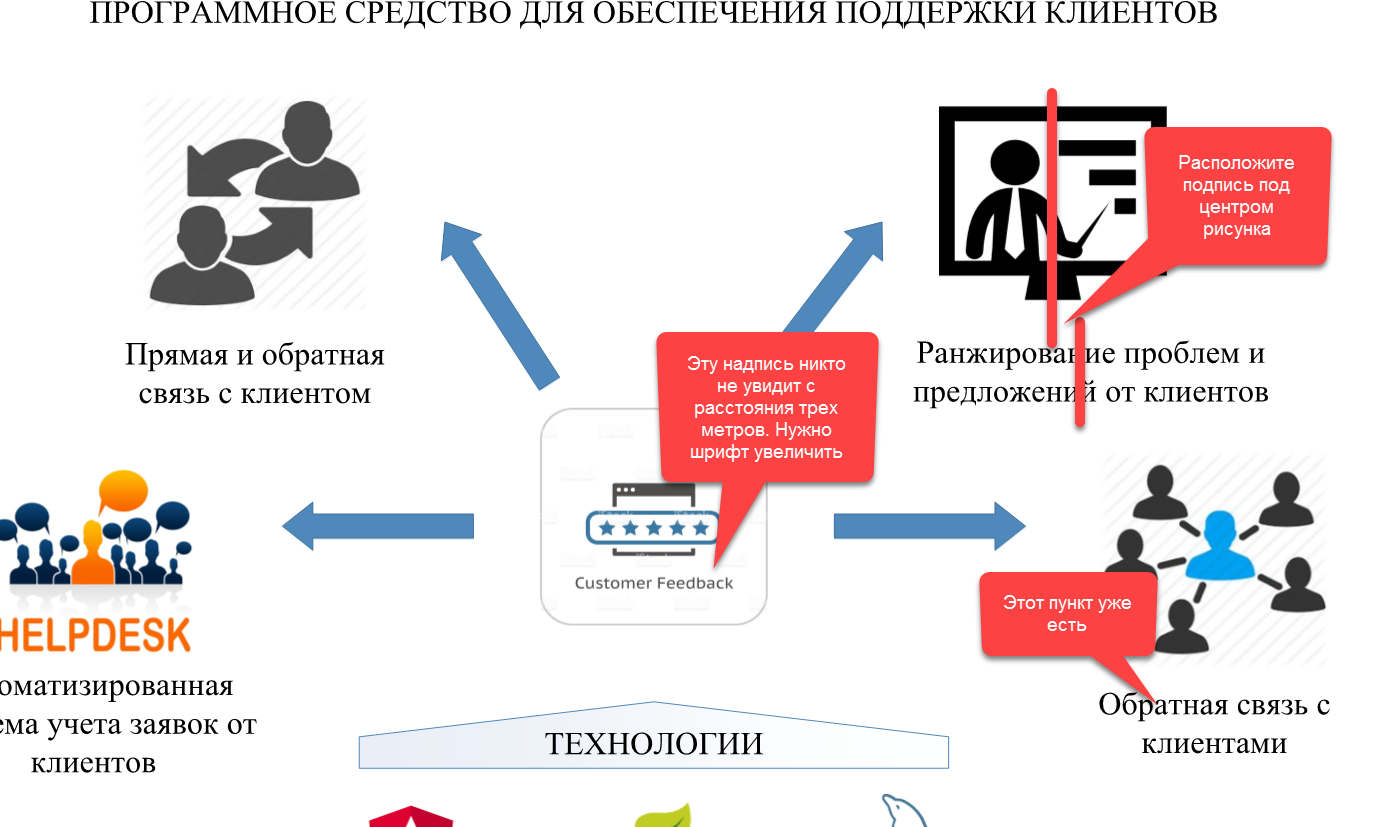 ПРОГРАММНОЕ СРЕДСТВО ДЛЯ ОБЕСПЕЧЕНИЯ ПОДДЕРЖКИ КЛИЕНТОВ
Расположите
подпись под
центром
рисунка
Прямая и обратная
связь с клиентом
Эту надпись никто
не увидит с
расстояния трех
метров. Нужно
шрифт увеличить
Ранжирование проблем и
предложений от клиентов
Customer Feedback
HELPDESK
Этот пункт уже
есть
учета заявок от
клиентов
Обратная связь с
клиентами
ТЕХНОЛОГИИ